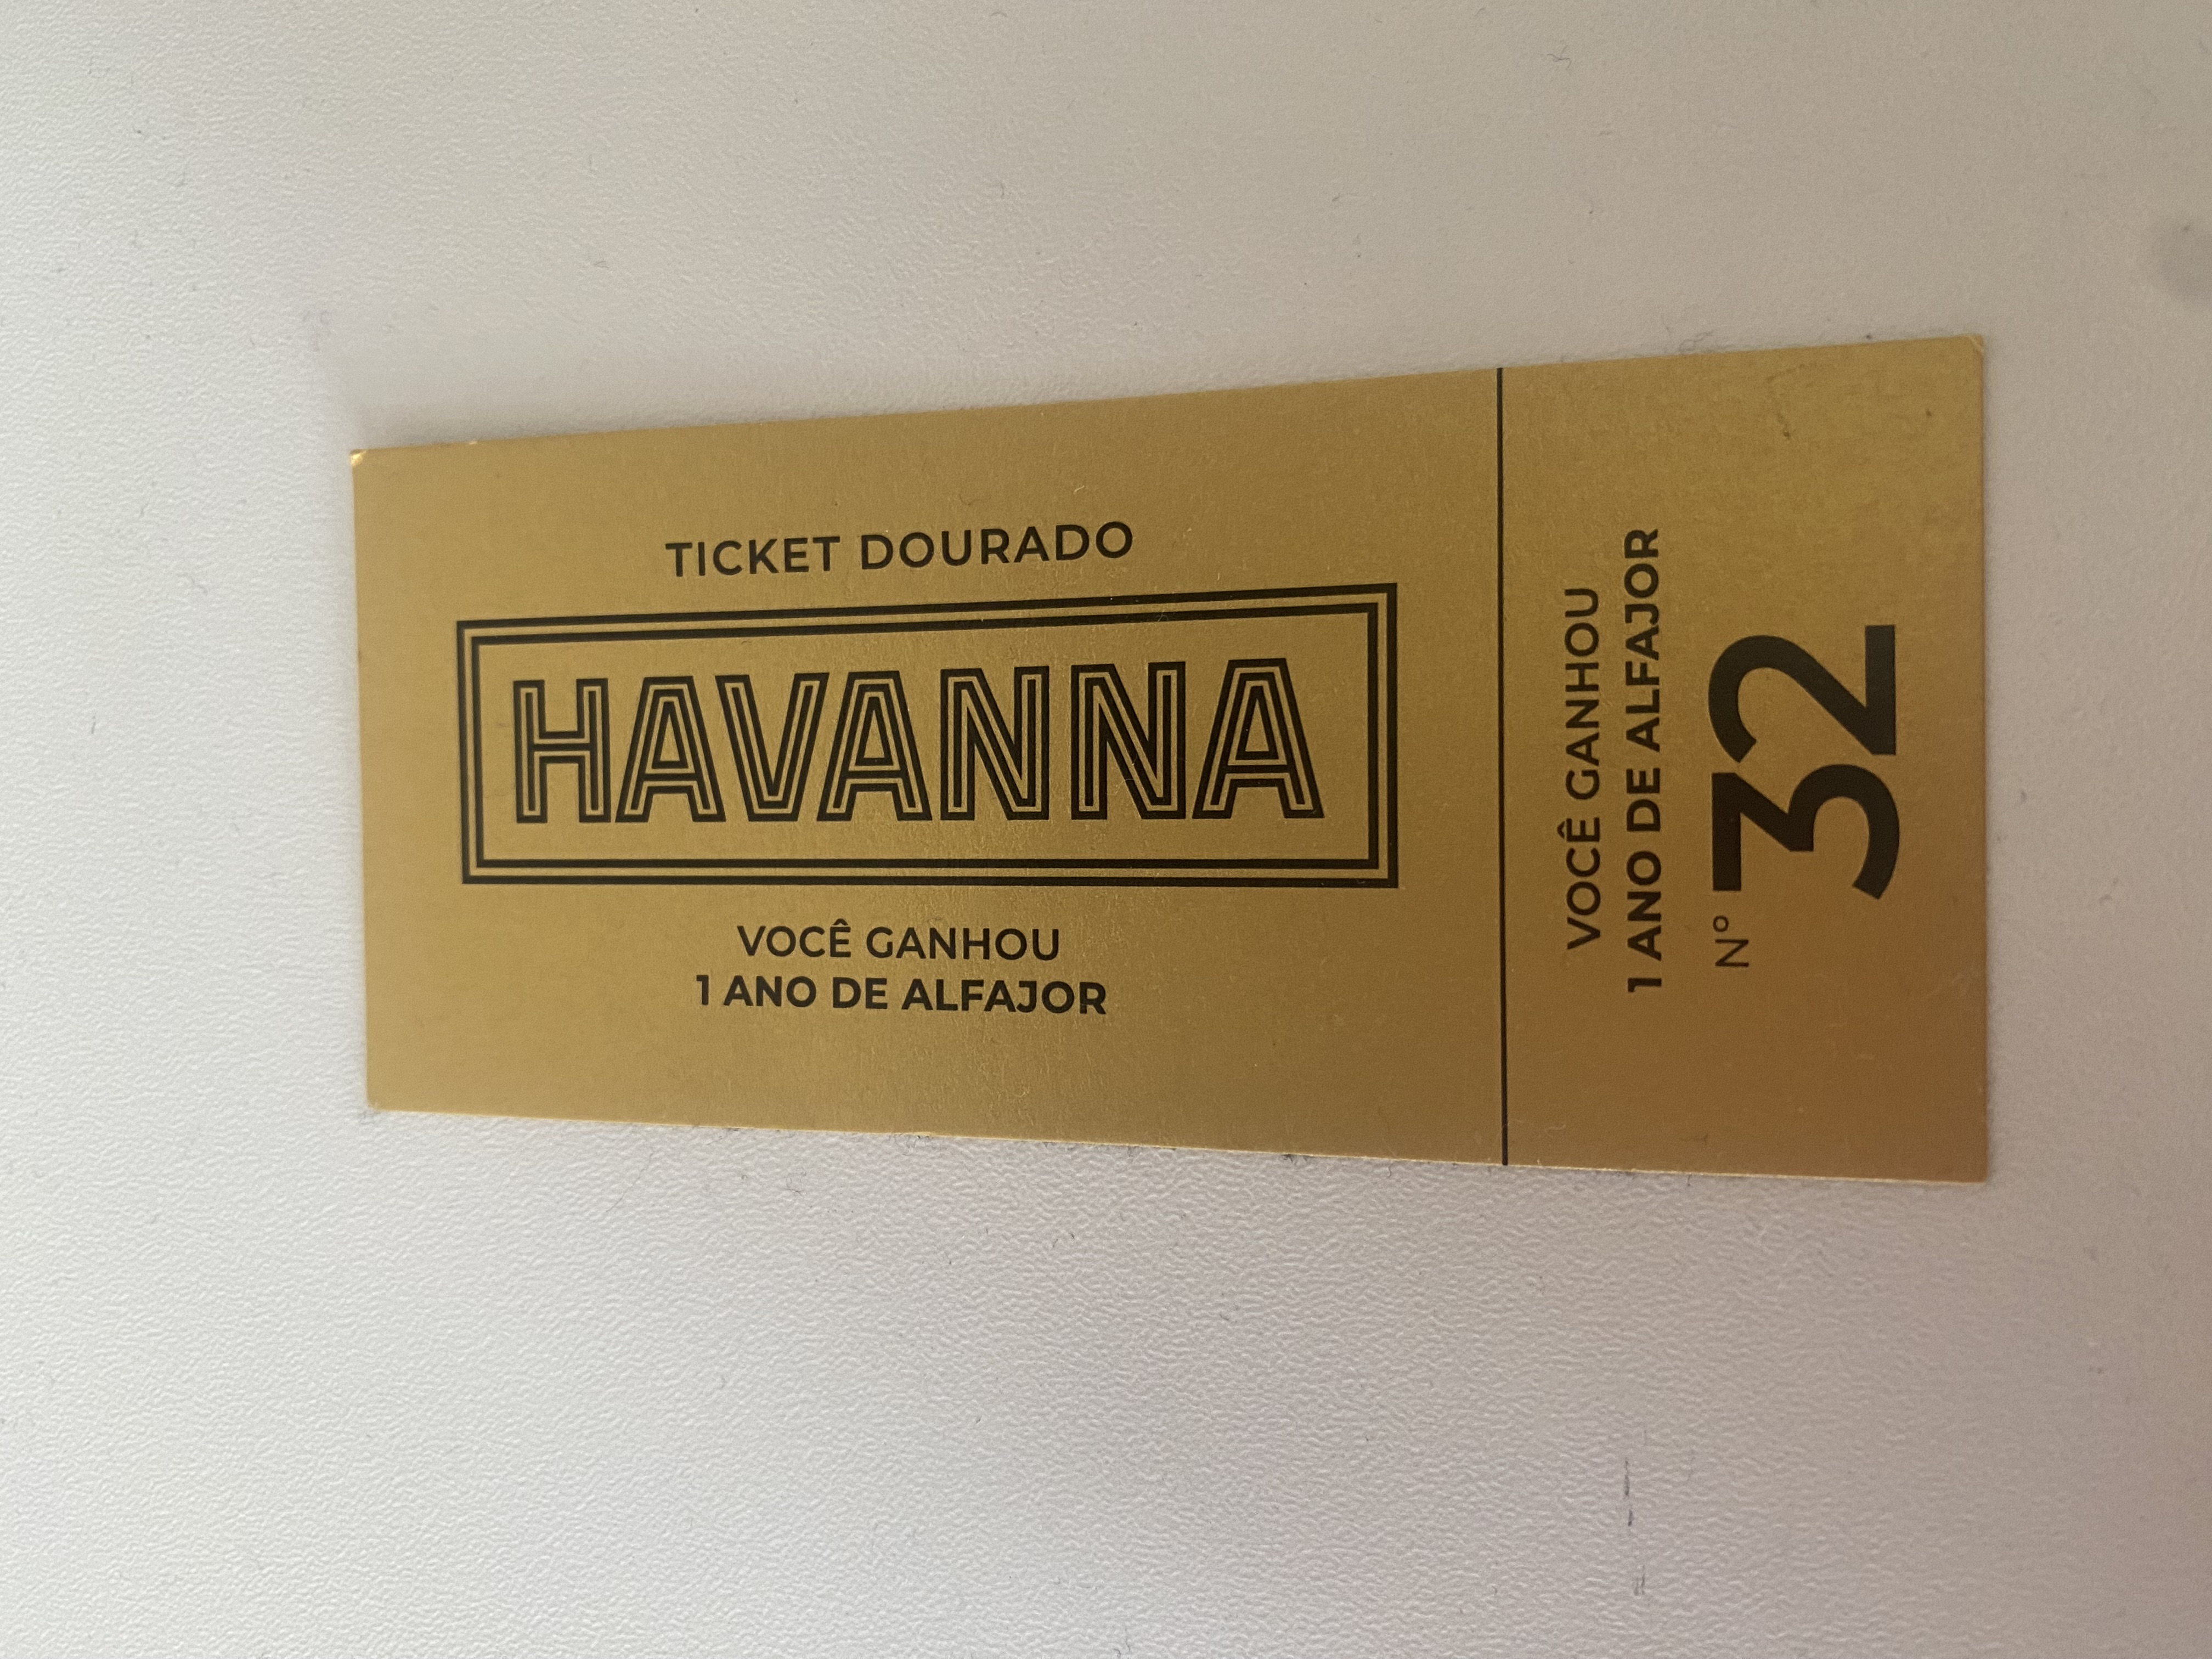 TICKET DOURADO
HAVANNA
VOCÊ GANHOU
1 ANO DE ALFAJOR
VOCÊ GANHOU
1 ANO DE ALFAJOR
Nº 32